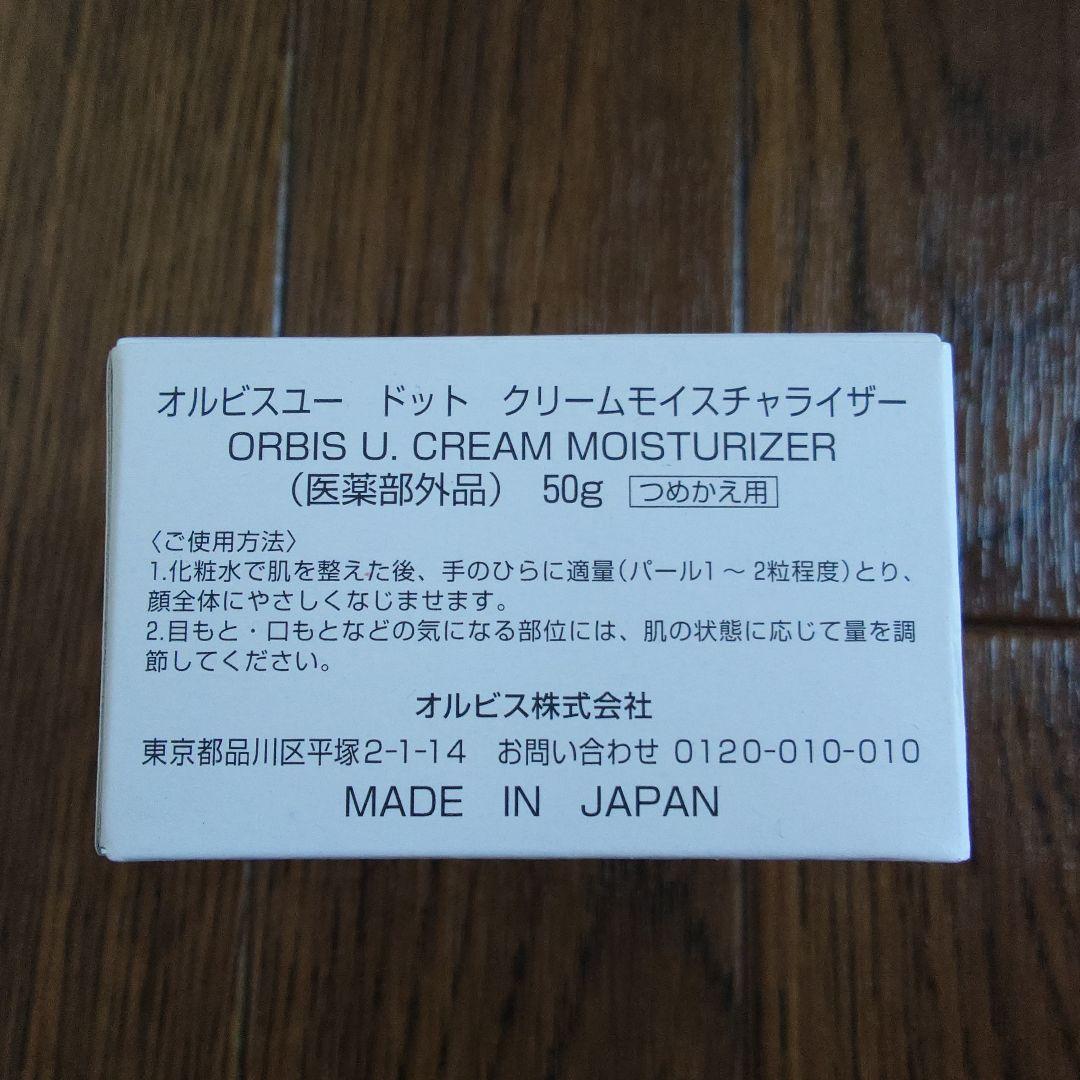 オルビスユー　ドット　クリームモイスチャライザー
ORBIS U. CREAM MOISTURIZER
（医薬部外品）　50g　つめかえ用
〈ご使用方法〉
1.化粧水で肌を整えた後、手のひらに適量(パール1～2粒程度)とり、
顔全体にやさしくなじませます。
2.目もと・口もとなどの気になる部位には、肌の状態に応じて量を調
節してください。
オルビス株式会社
東京都品川区平塚2-1-14　お問い合わせ 0120-010-010
MADE IN JAPAN